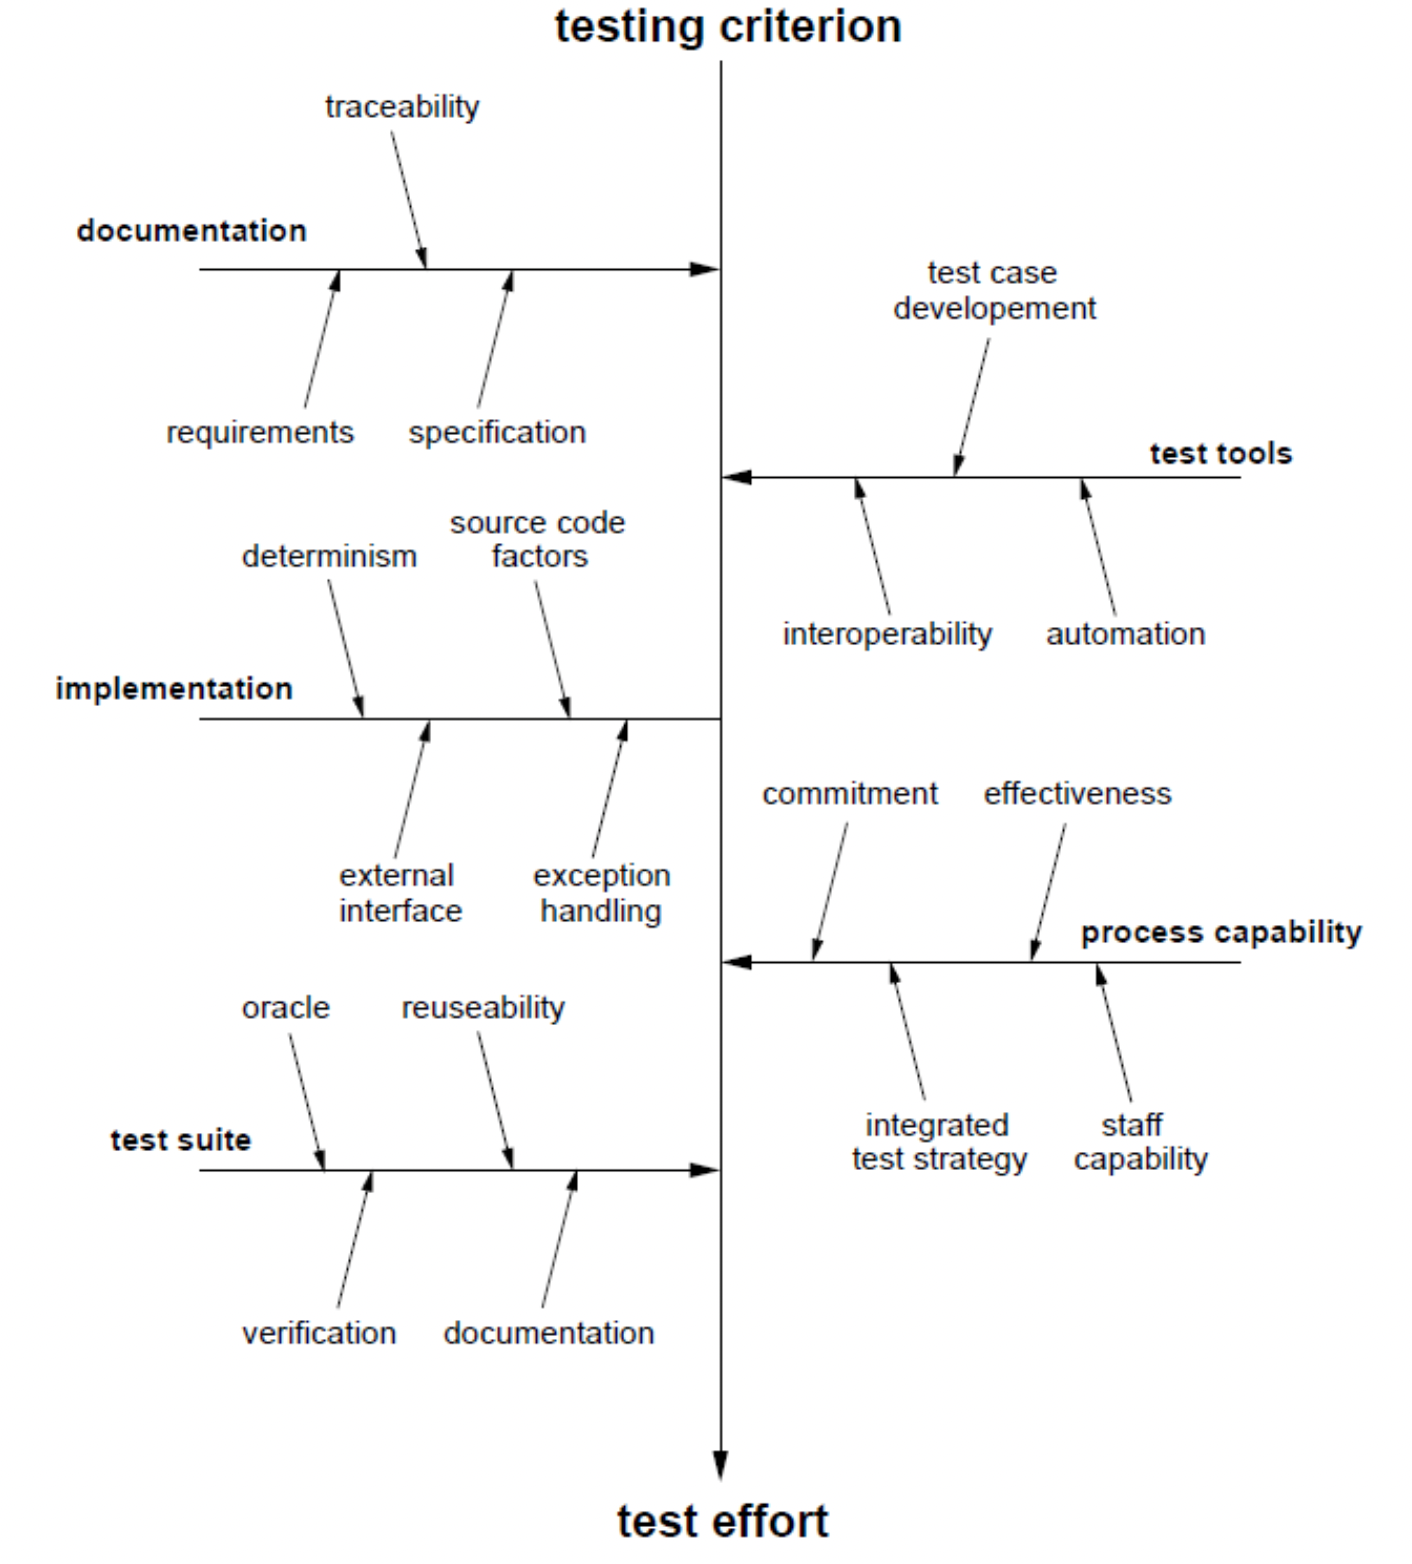 testing criterion
traceability
documentation
requirements
specification
test case
developement
test tools
interoperability
automation
source code
factors
determinism
implementation
external
interface
exception
handling
commitment
effectiveness
process capability
integrated
test strategy
staff
capability
oracle
reuseability
test suite
verification
documentation
test effort